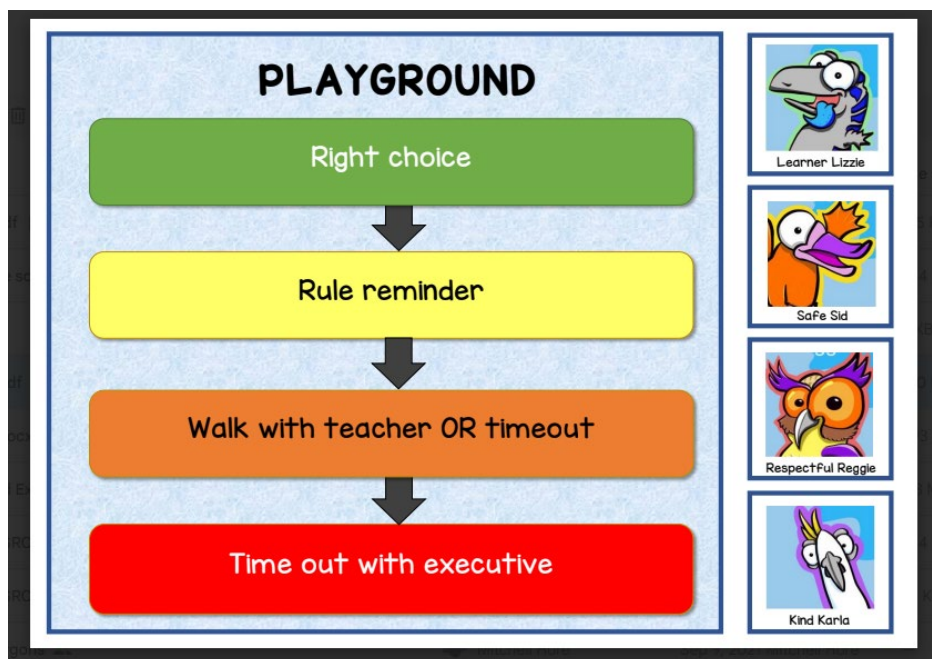 PLAYGROUND
Right choice
Rule reminder
Walk with teacher OR timeout
Time out with executive
Learner Lizzie
Safe Sid
Respectful Reggie
Kind Karla